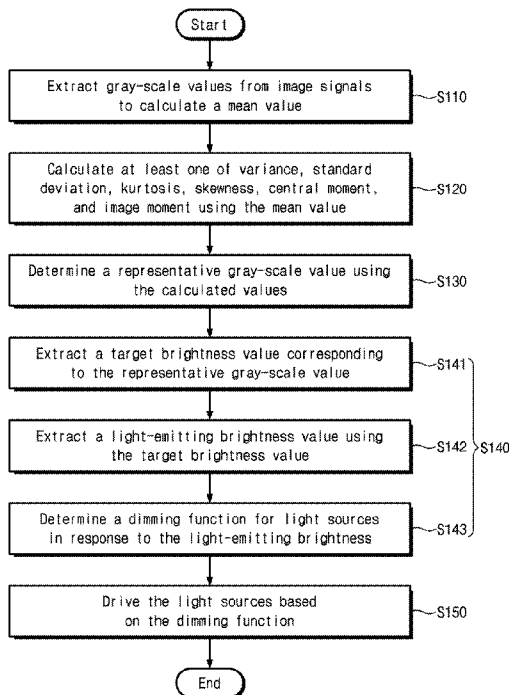 Start
Extract gray-scale values from image signals
to calculate a mean value
S110
Calculate at least one of variance, standard
deviation, kurtosis, skewness, central moment,
and image moment using the mean value
S120
Determine a representative gray-scale value using
the calculated values
S130
Extract a target brightness value corresponding
to the representative gray-scale value
S141
Extract a light-emitting brightness value using
the target brightness value
S142
S140
Determine a dimming function for light sources
in response to the light-emitting brightness
S143
Drive the light sources based
on the dimming function
S150
End